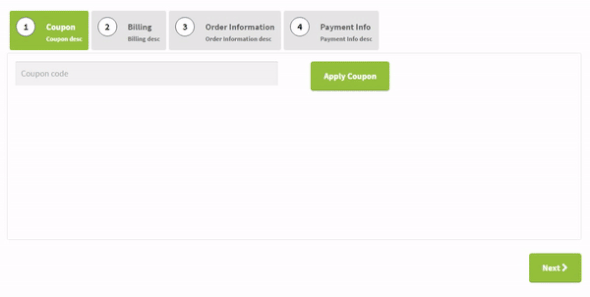 1 Coupon
Coupon desc
2 Billing
Billing desc
3 Order Information
Order Information desc
4 Payment Info
Payment Info desc
Coupon code
Apply Coupon
Next